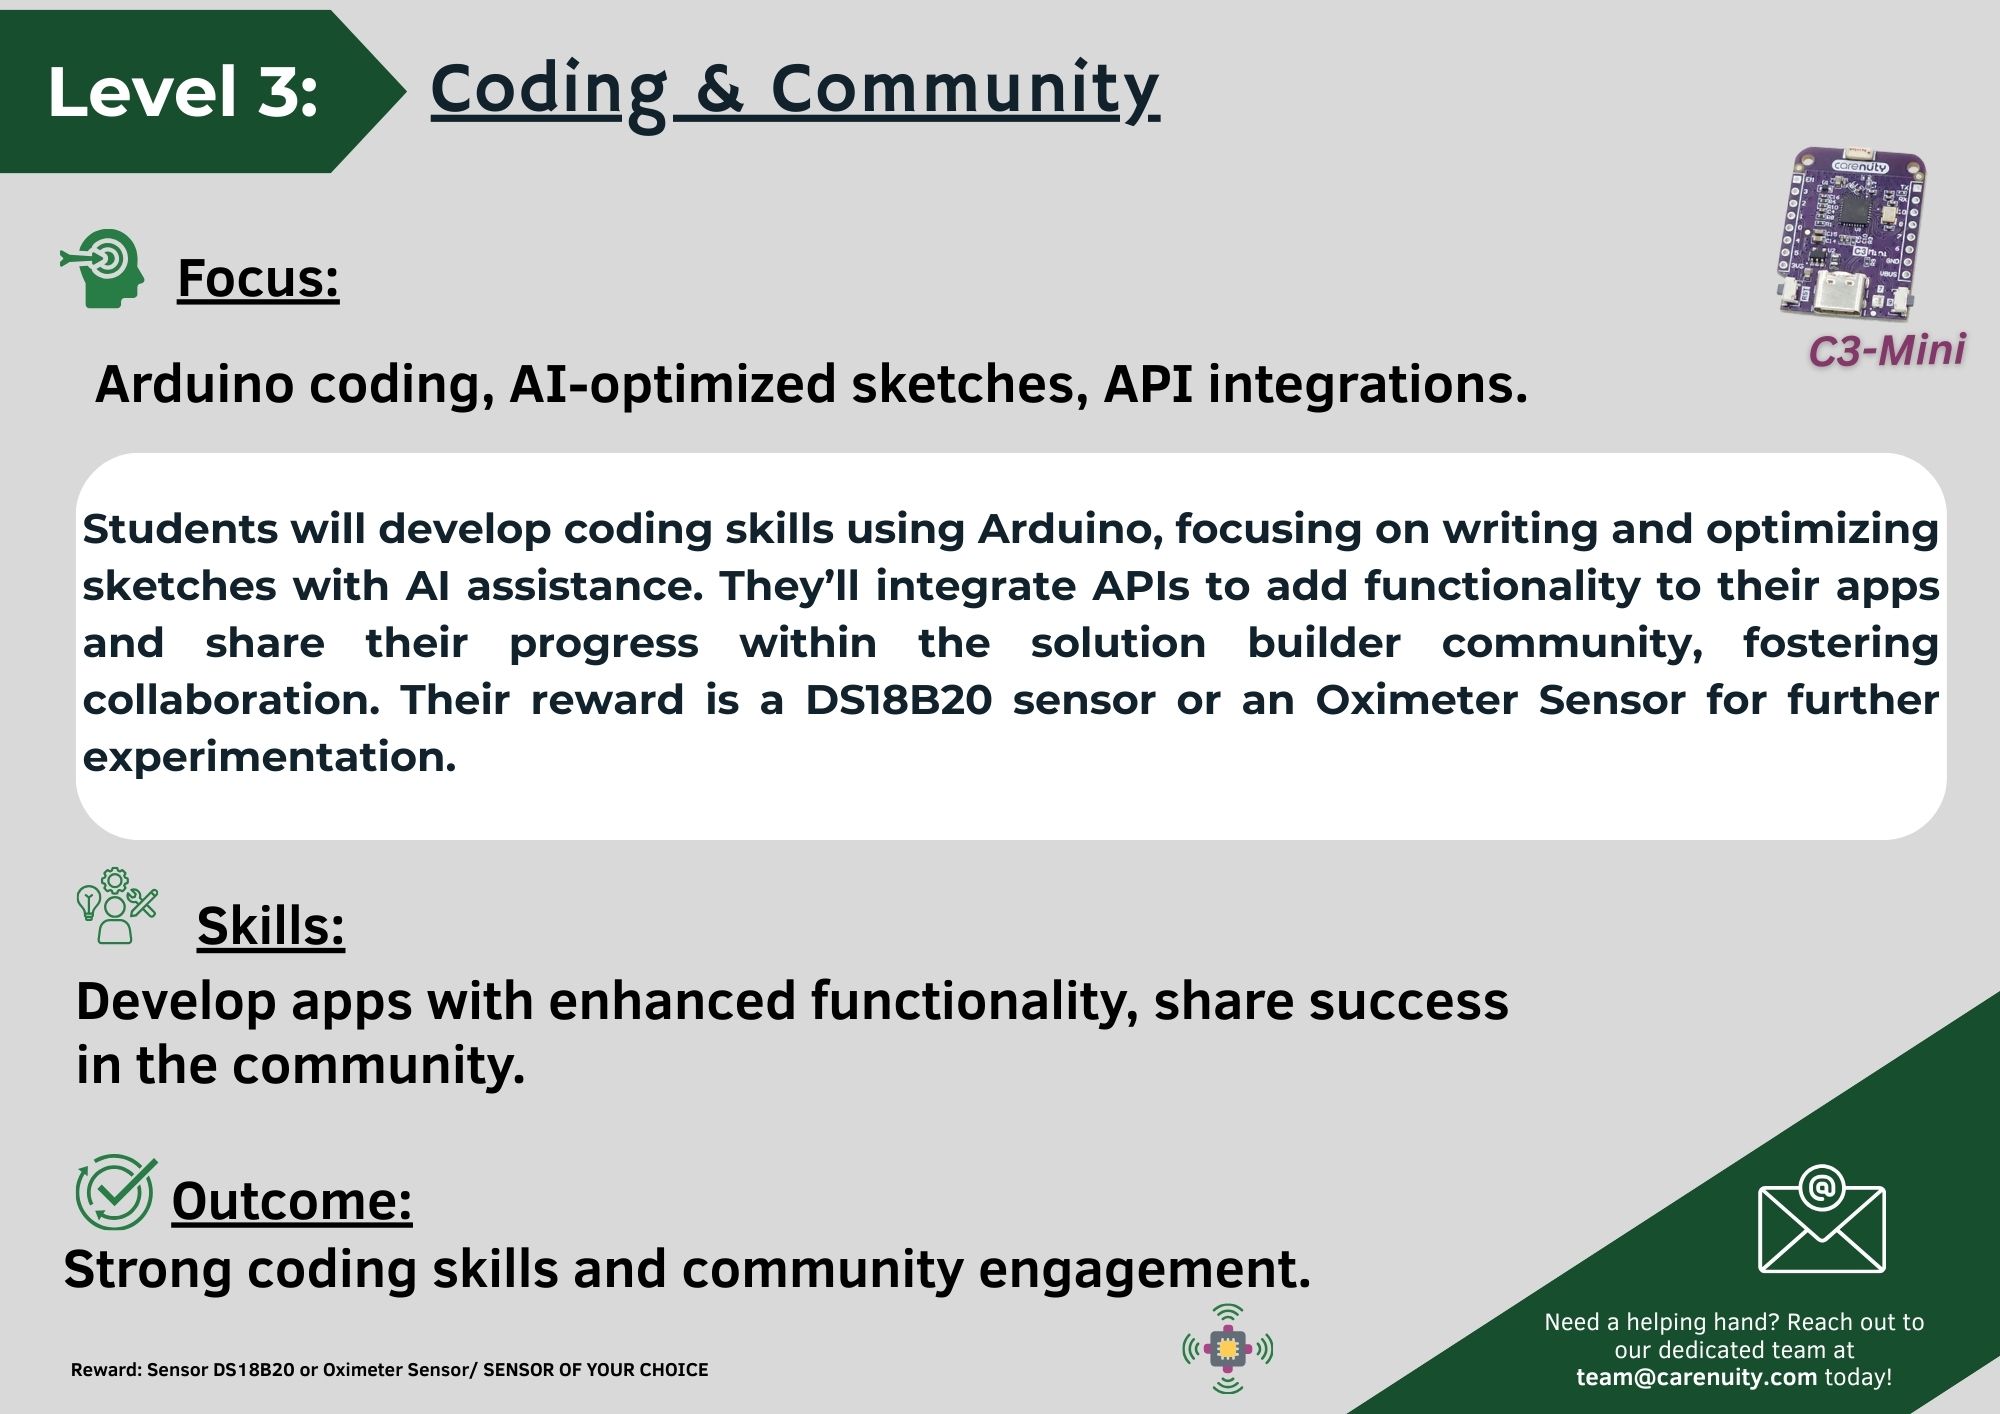 Level 3:
Coding & Community
carenuity
Focus:
C3-Mini
Arduino coding, AI-optimized sketches, API integrations.
Students will develop coding skills using Arduino, focusing on writing and optimizing
sketches with AI assistance. They’ll integrate APIs to add functionality to their apps
and share their progress within the solution builder community, fostering
collaboration. Their reward is a DS18B20 sensor or an Oximeter Sensor for further
experimentation.
Skills:
Develop apps with enhanced functionality, share success
in the community.
Outcome:
Strong coding skills and community engagement.
Need a helping hand? Reach out to
our dedicated team at
team@carenuity.com today!
Reward: Sensor DS18B20 or Oximeter Sensor/ SENSOR OF YOUR CHOICE